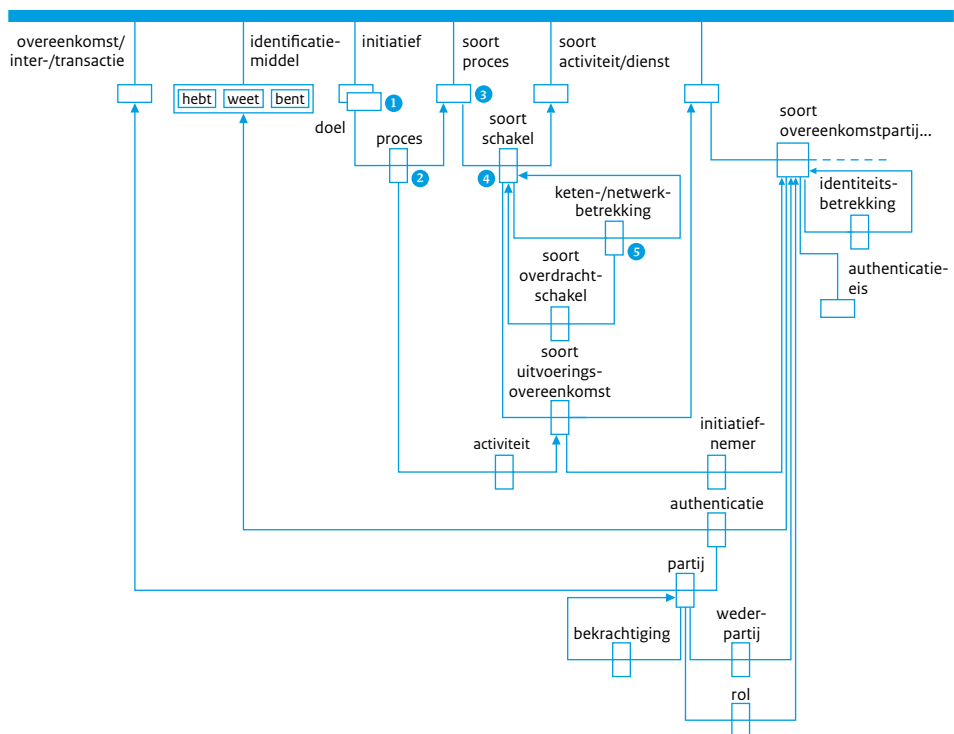 overeenkomst/
inter-/transactie
identificatie-
middel
initiatief
soort
proces
soort
activiteit/dienst
hebt
weet
bent
1
3
doel
soort
overeenkomstpartij...
proces
soort
schakel
2
4
identiteits-
betrekking
keten-/netwerk-
betrekking
5
soort
overdracht-
schakel
authenticatie-
eis
soort
uitvoerings-
overeenkomst
initiatief-
nemer
activiteit
authenticatie
partij
bekrachtiging
weder-
partij
rol